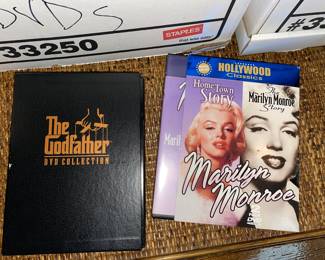 DVDs
STAPLES
33250
#3
The
Godfather
DVD COLLECTION
HOLLYWOOD
Classics
Home Town
Story
The
Marilyn Monroe
Story
Maril
Marilyn
Monroe